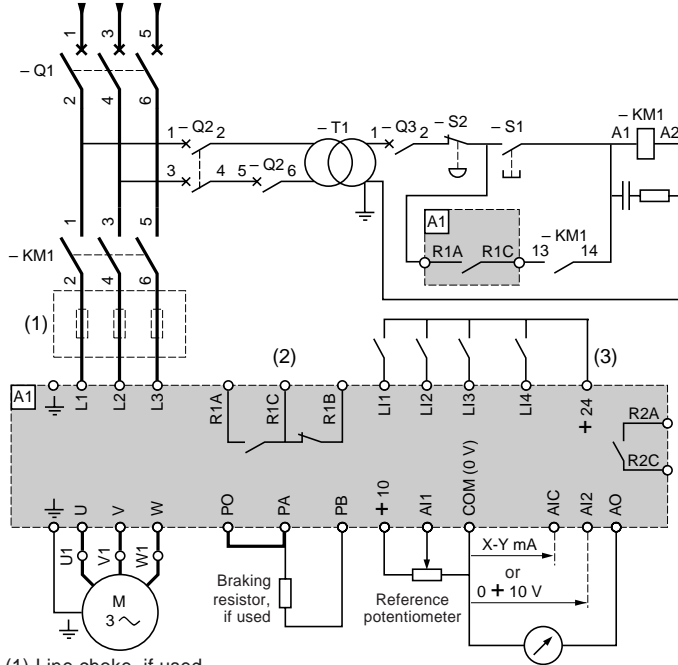 1 3 5
– Q1
2 4 6
1 – Q2 2
3 4 5 – Q2 6
– T1
1 – Q3 2
– S2
– S1
– KM1
A1 A2
1 3 5
– KM1
2 4 6
A1
R1A R1C
– KM1
13 14
(1)
(2)
(3)
A1
L1 L2 L3
R1A R1C R1B
LI1 LI2 LI3 LI4 + 24
R2A
R2C
U V W
PO PA PB
+ 10 AI1 COM (0 V) AIC AI2 AO
U1 V1 W1
M
3 ~
Braking
resistor,
if used
Reference
potentiometer
X-Y mA
or
0 + 10 V
(1) Line choke, if used